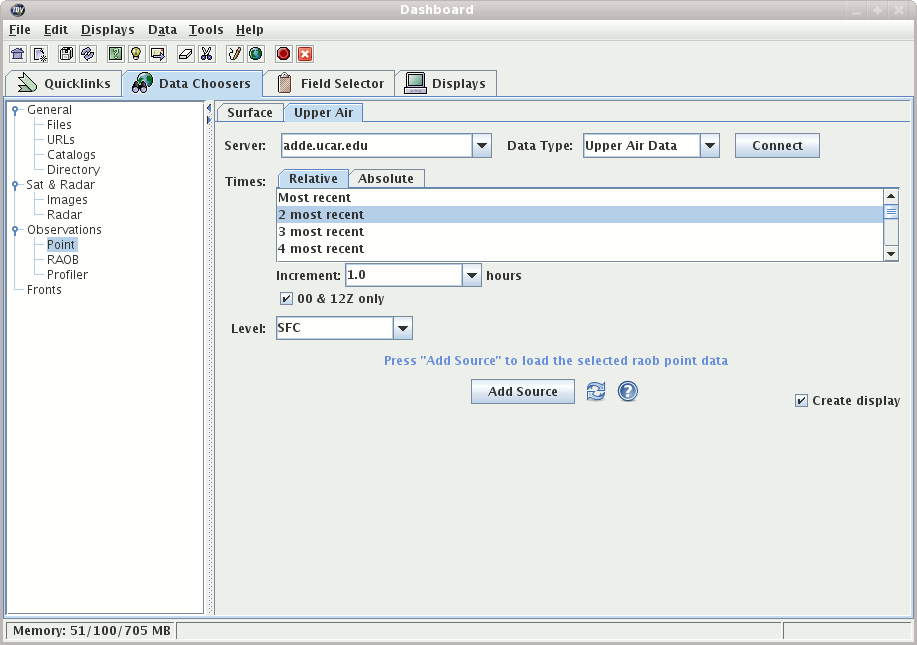 IDV Dashboard
File Edit Displays Data Tools Help
Quicklinks Data Choosers Field Selector Displays
General
Files
URLs
Catalogs
Directory
Sat & Radar
Images
Radar
Observations
Point
RAOB
Profiler
Fronts
Surface Upper Air
Server: adde.ucar.edu Data Type: Upper Air Data Connect
Times: Relative Absolute
Most recent
2 most recent
3 most recent
4 most recent
Increment: 1.0 hours
00 & 12Z only
Level: SFC
Press "Add Source" to load the selected raob point data
Add Source ?
Create display
Memory: 51/100/705 MB